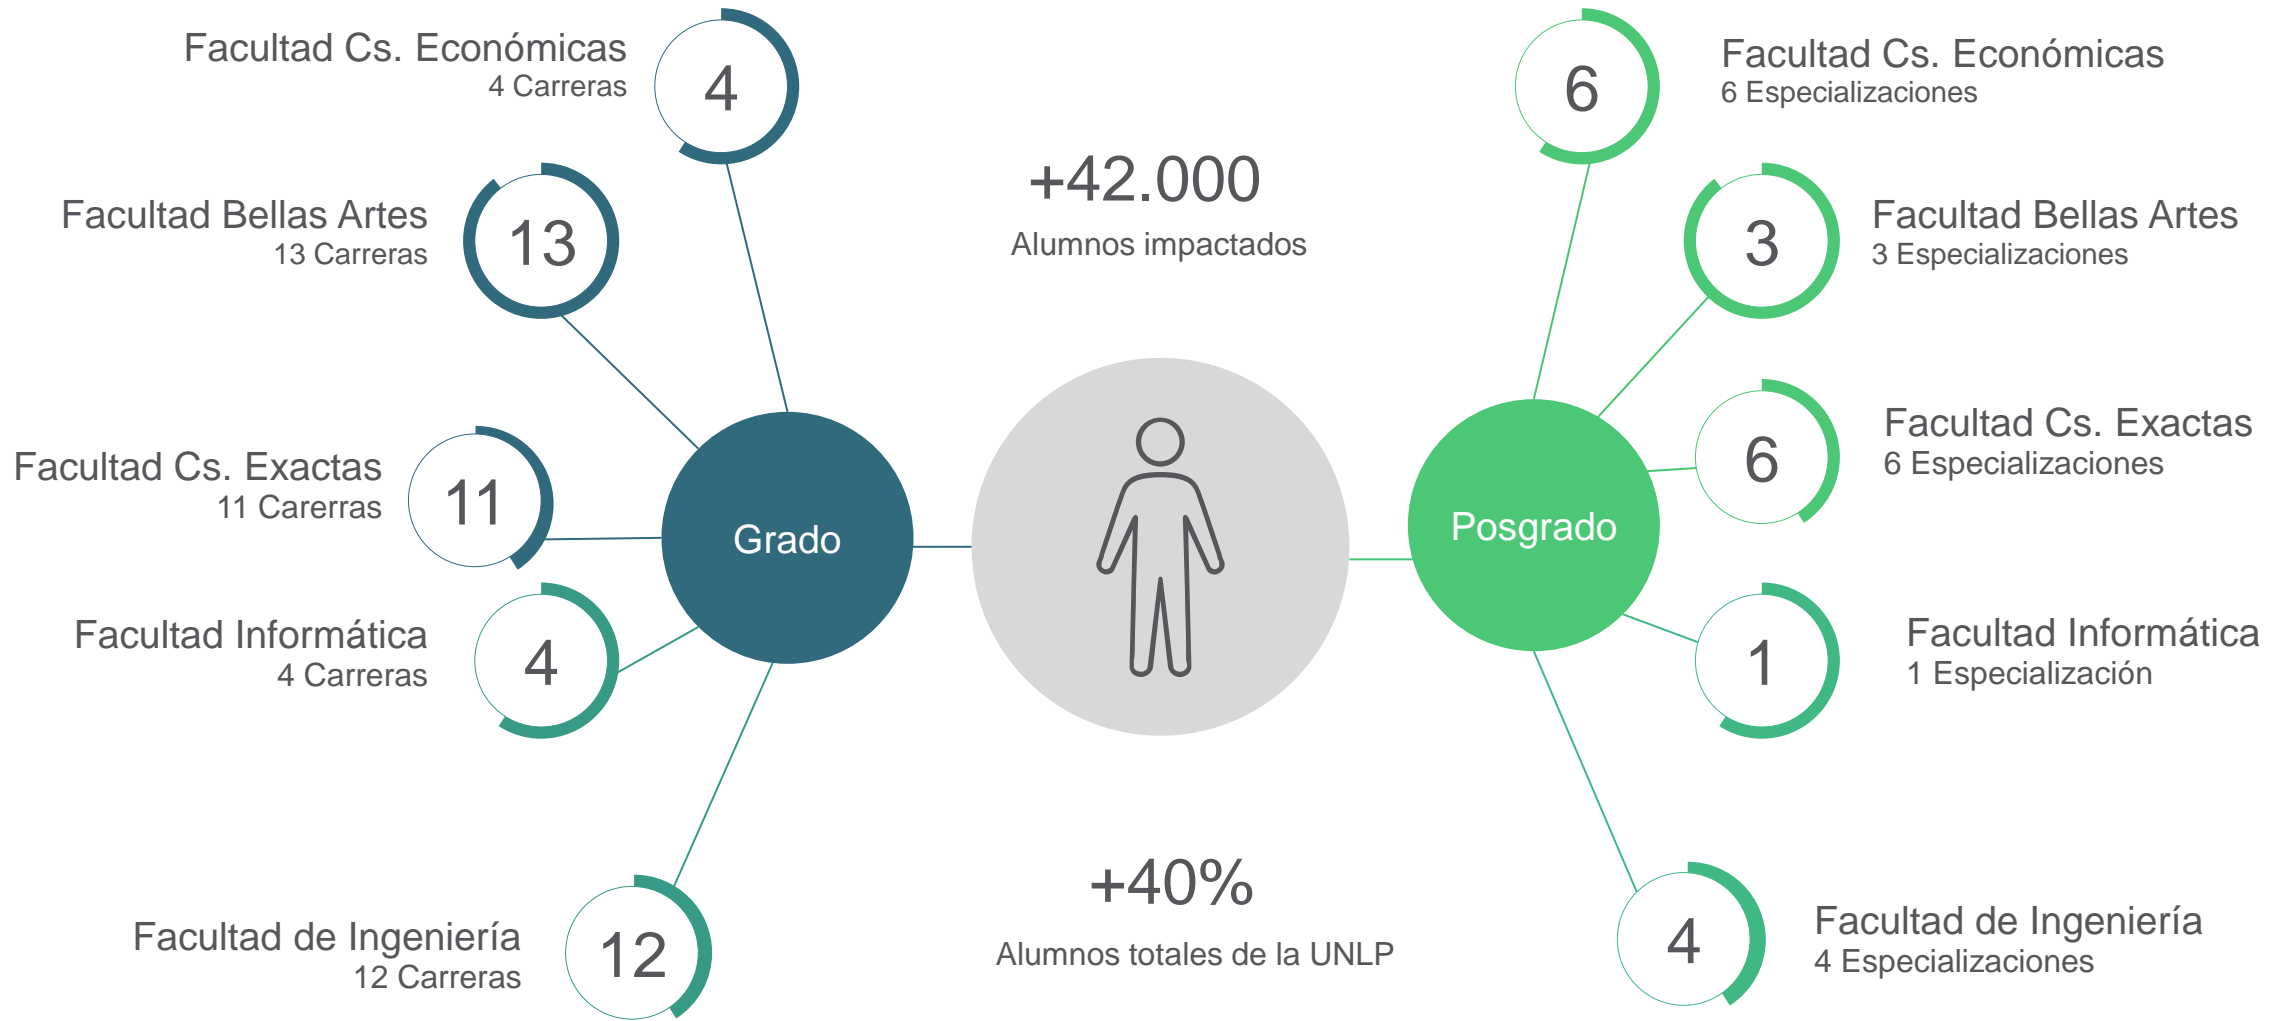 Facultad Cs. Económicas
4 Carreras
4
Facultad Bellas Artes
13 Carreras
13
Facultad Cs. Exactas
11 Carerras
11
Facultad Informática
4 Carreras
4
Facultad de Ingeniería
12 Carreras
12
Grado
+42.000
Alumnos impactados
+40%
Alumnos totales de la UNLP
Posgrado
6
Facultad Cs. Económicas
6 Especializaciones
3
Facultad Bellas Artes
3 Especializaciones
6
Facultad Cs. Exactas
6 Especializaciones
1
Facultad Informática
1 Especialización
4
Facultad de Ingeniería
4 Especializaciones